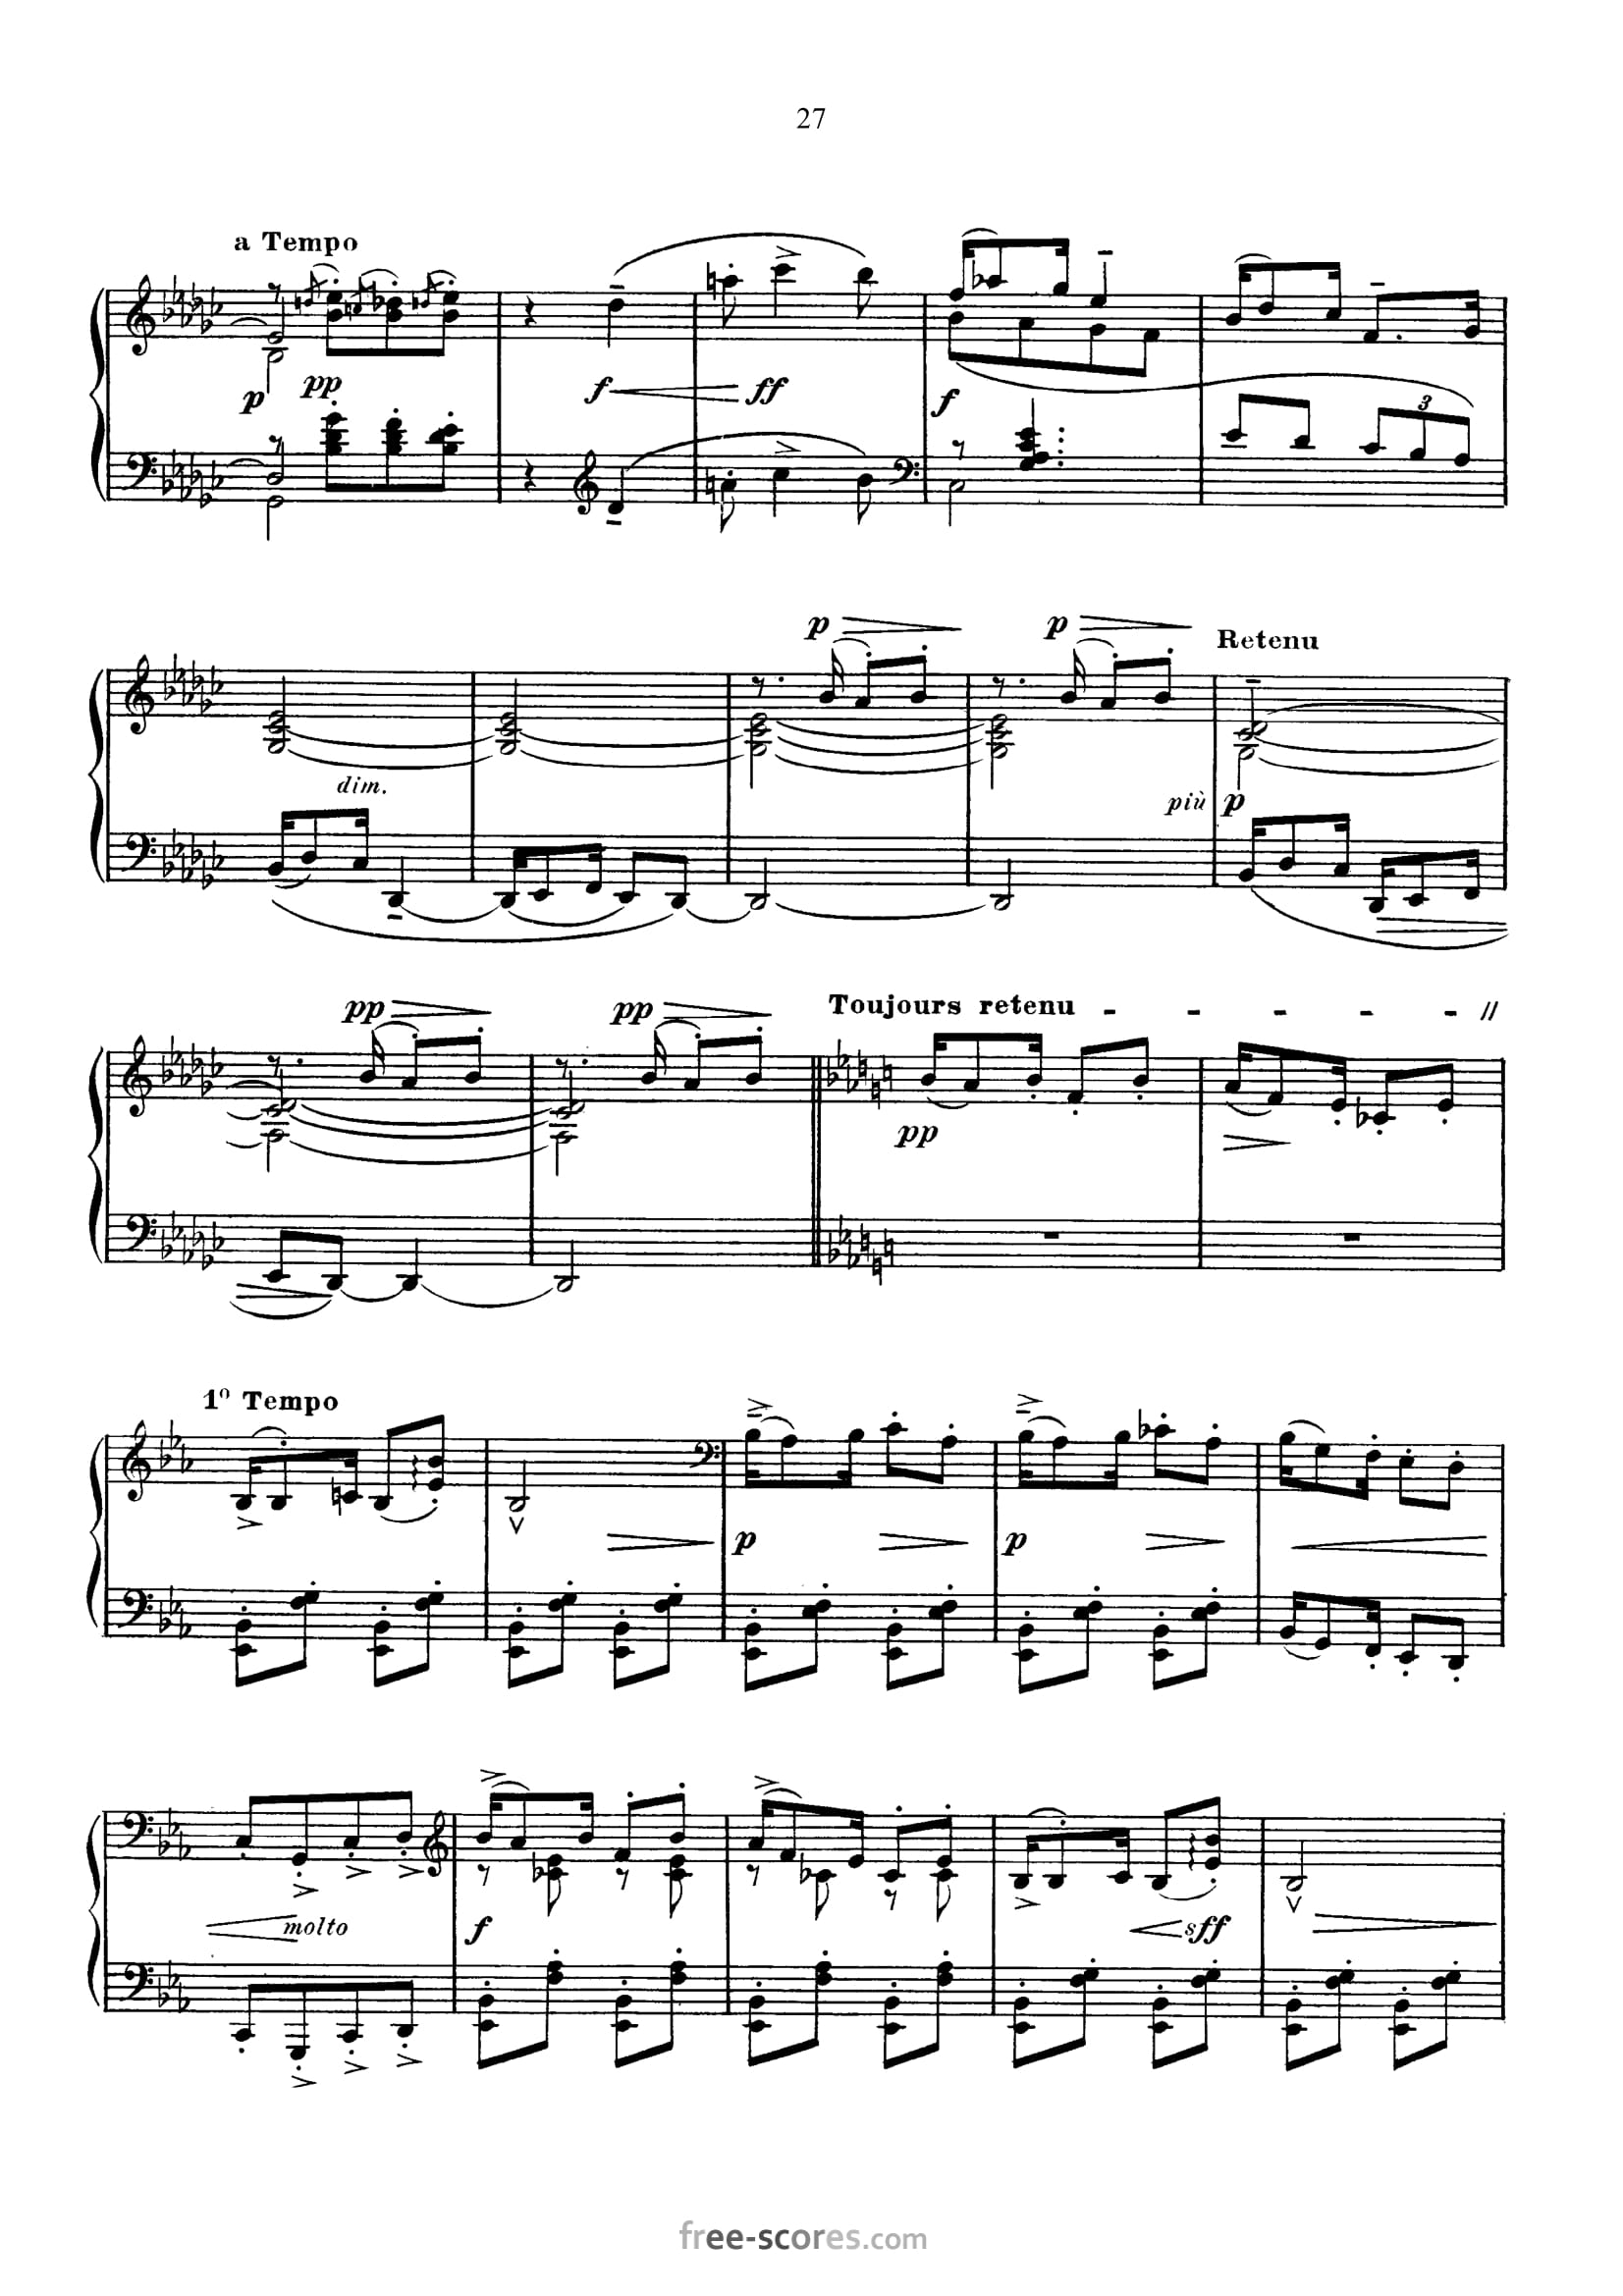 27
a Tempo
p pp f ff f
3
p p Retenu
dim. più p
pp pp Toujours retenu
pp
1º Tempo
p p
molto f sff
free-scores.com